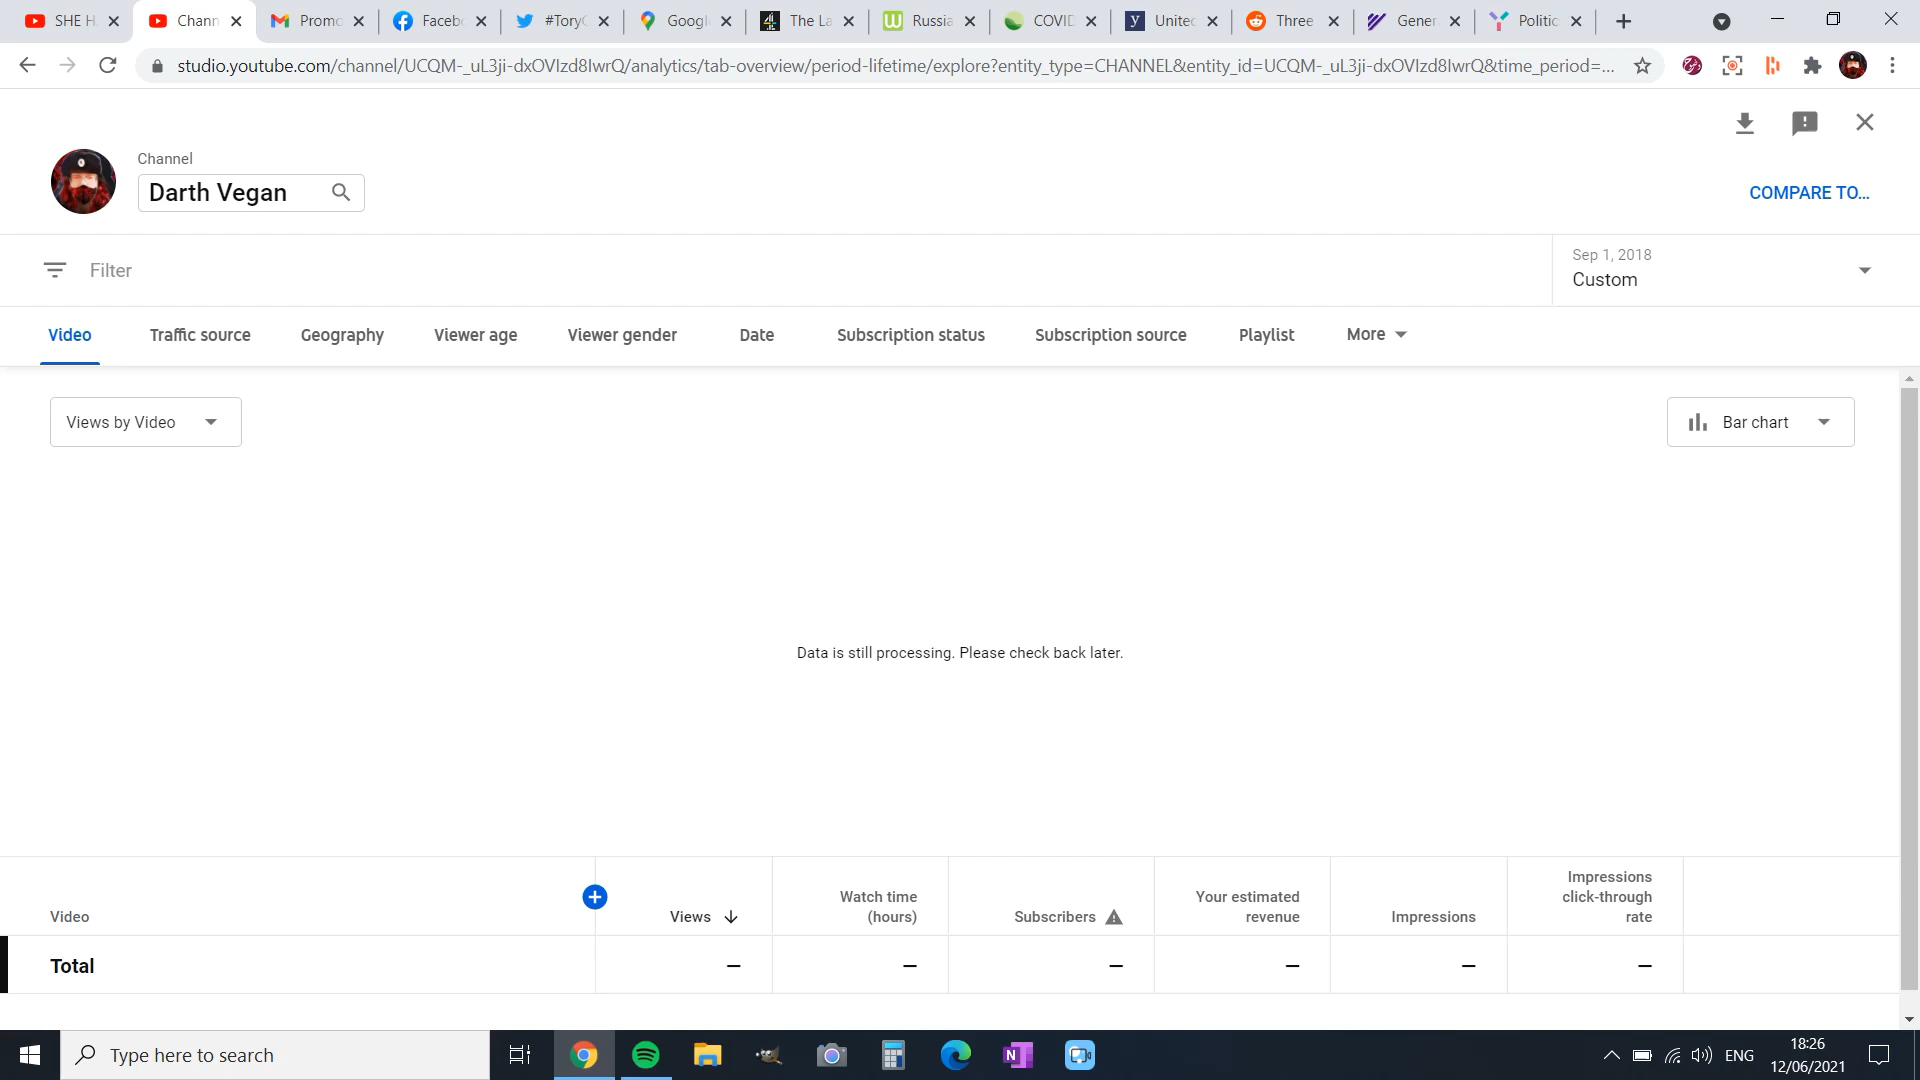 SHE H
Chann
Promo
Facebo
#ToryC
Google
The La
Russia
COVID
United
Three
Gener
Politic
studio.youtube.com/channel/UCQM-_uL3ji-dxOVIzd8IwrQ/analytics/tab-overview/period-lifetime/explore?entity_type=CHANNEL&entity_id=UCQM-_uL3ji-dxOVIzd8IwrQ&time_period=...
Channel
Darth Vegan
COMPARE TO...
Filter
Sep 1, 2018
Custom
Video Traffic source Geography Viewer age Viewer gender Date Subscription status Subscription source Playlist More
Views by Video
Bar chart
Data is still processing. Please check back later.
Video
Views
Watch time
(hours)
Subscribers
Your estimated
revenue
Impressions
Impressions
click-through
rate
Total — — — — — —
Type here to search
ENG
18:26
12/06/2021